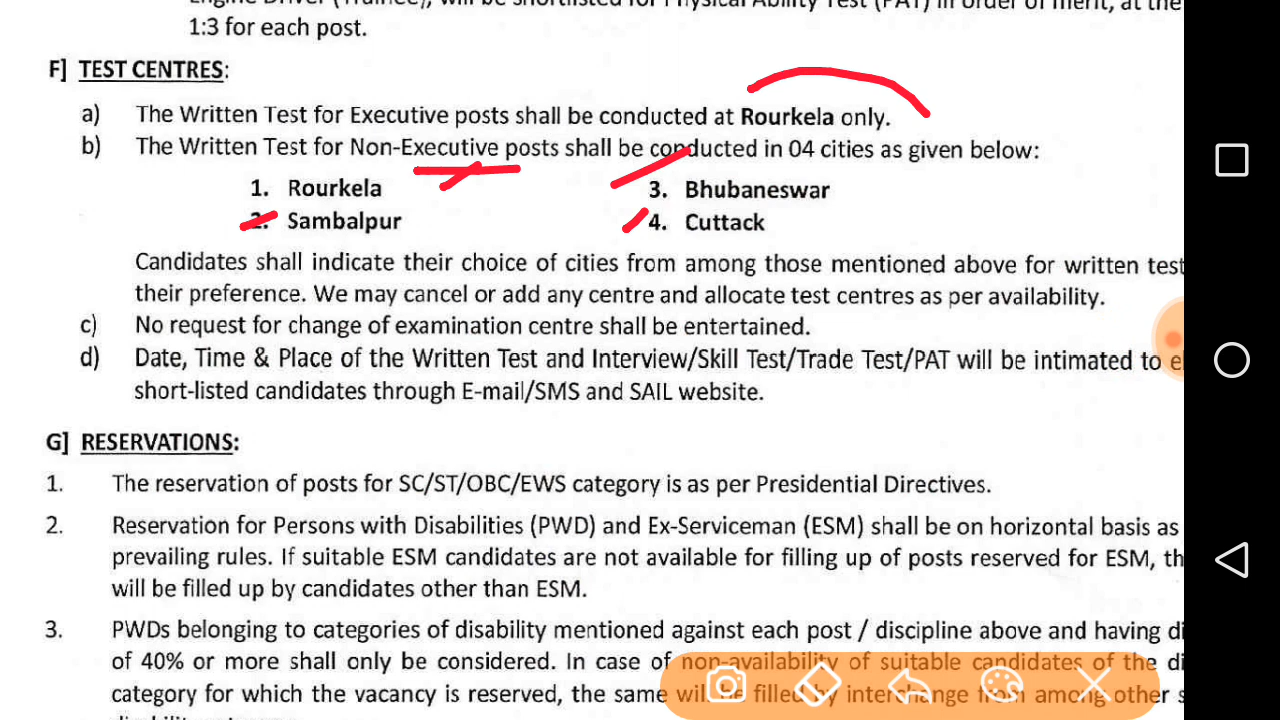 1:3 for each post.
F] TEST CENTRES:
a) The Written Test for Executive posts shall be conducted at Rourkela only.
b) The Written Test for Non-Executive posts shall be conducted in 04 cities as given below:
1. Rourkela 3. Bhubaneswar
2. Sambalpur 4. Cuttack
Candidates shall indicate their choice of cities from among those mentioned above for written test
their preference. We may cancel or add any centre and allocate test centres as per availability.
c) No request for change of examination centre shall be entertained.
d) Date, Time & Place of the Written Test and Interview/Skill Test/Trade Test/PAT will be intimated to
short-listed candidates through E-mail/SMS and SAIL website.
G] RESERVATIONS:
1. The reservation of posts for SC/ST/OBC/EWS category is as per Presidential Directives.
2. Reservation for Persons with Disabilities (PWD) and Ex-Serviceman (ESM) shall be on horizontal basis as
prevailing rules. If suitable ESM candidates are not available for filling up of posts reserved for ESM,
will be filled up by candidates other than ESM.
3. PWDs belonging to categories of disability mentioned against each post / discipline above and having
of 40% or more shall only be considered. In case of non-availability of suitable candidates of the
category for which the vacancy is reserved, the same will be filled by interchange from among other